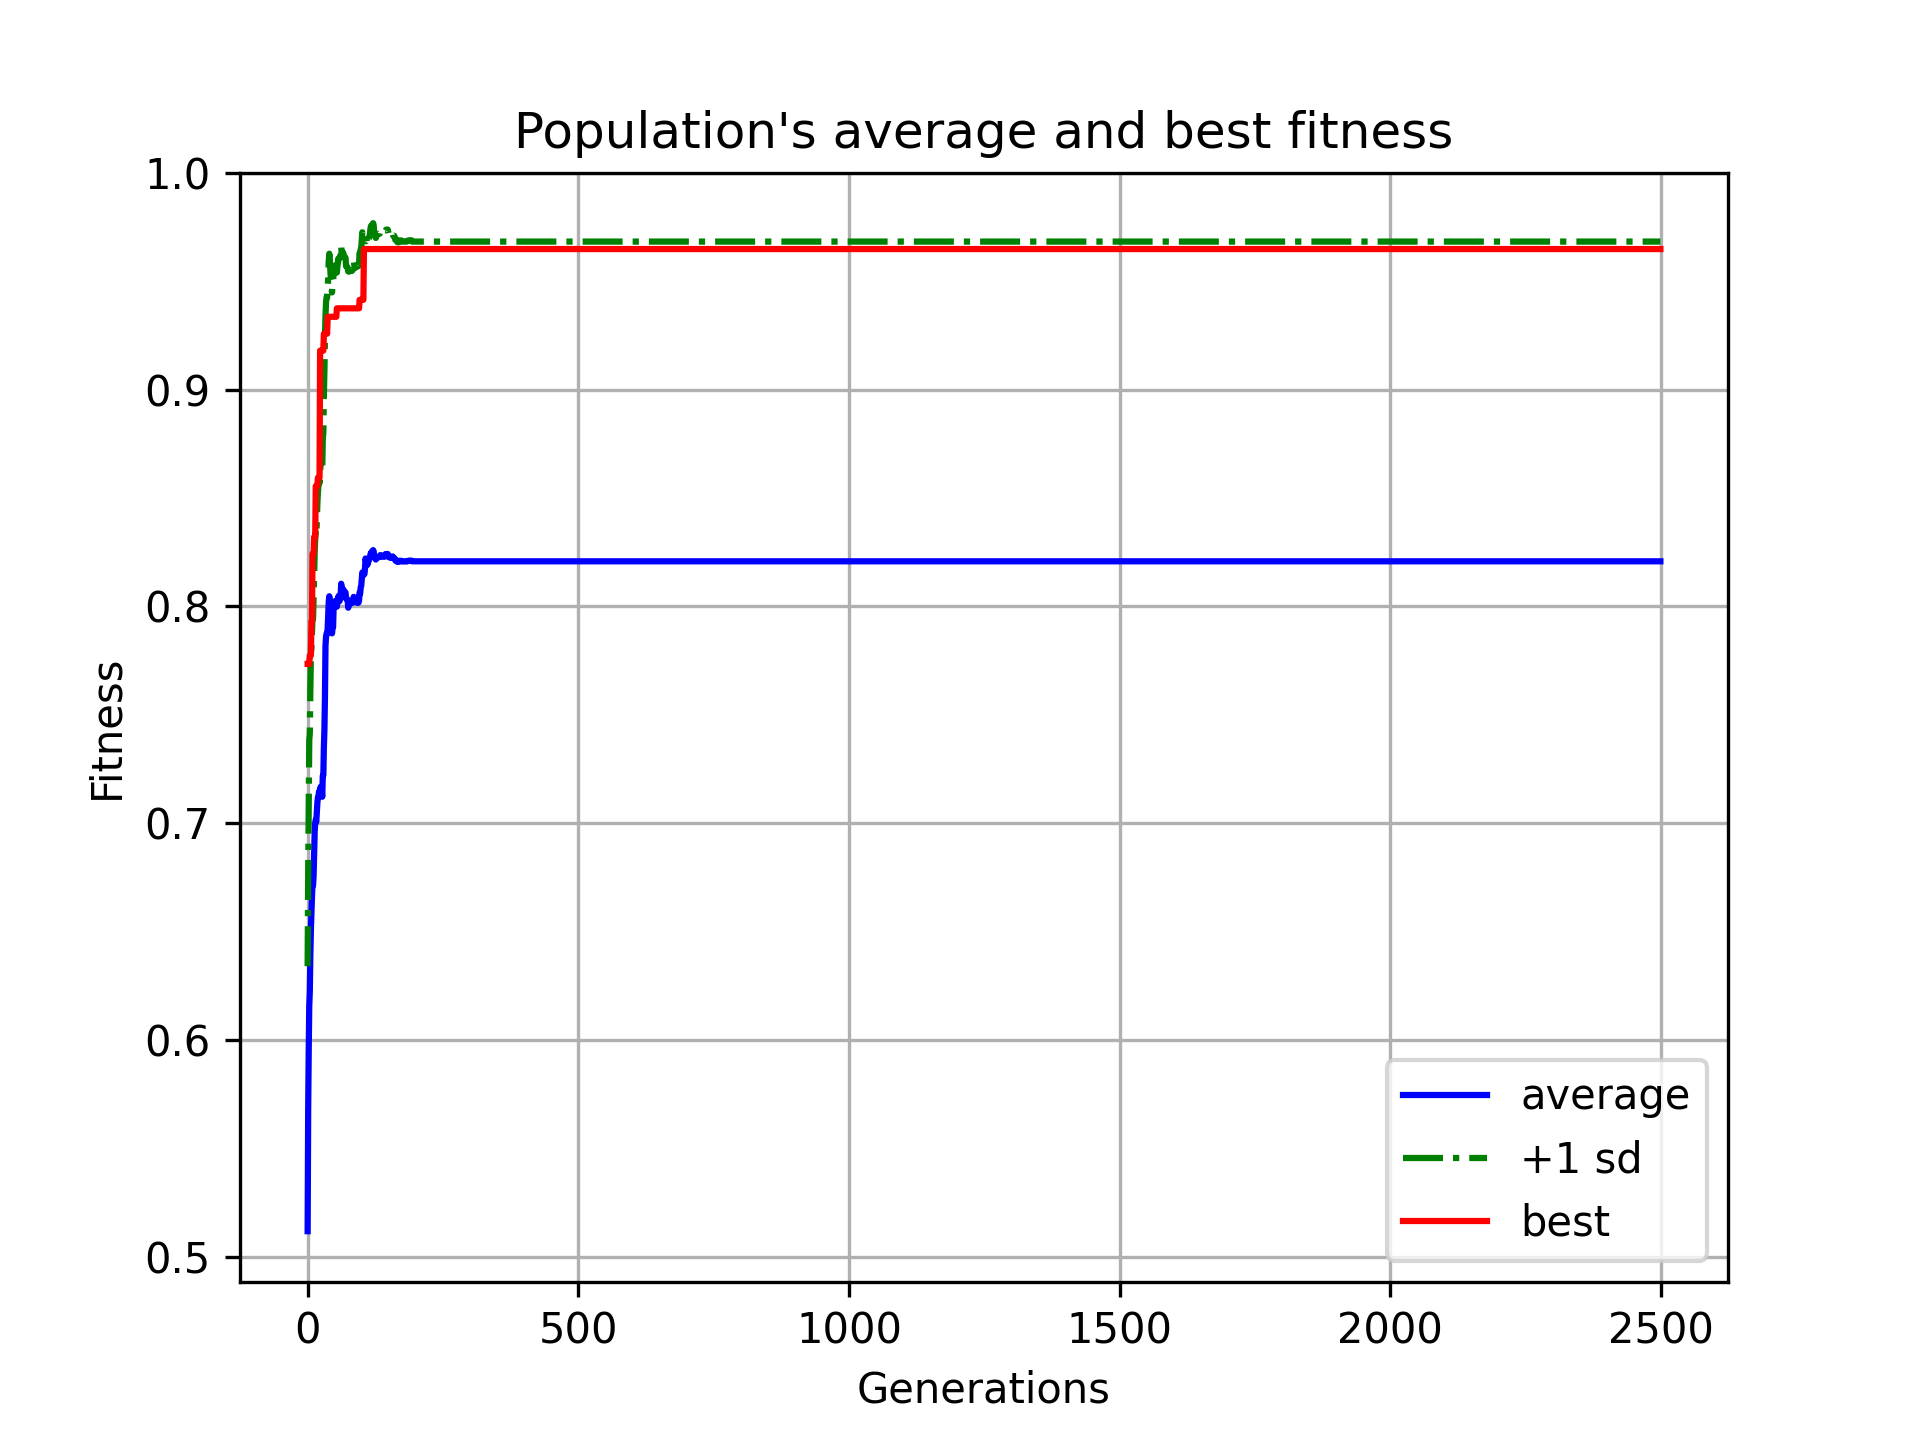 Population's average and best fitness
1.0
0.9
0.8
0.7
0.6
0.5
Fitness
average
+1 sd
best
0 500 1000 1500 2000 2500
Generations